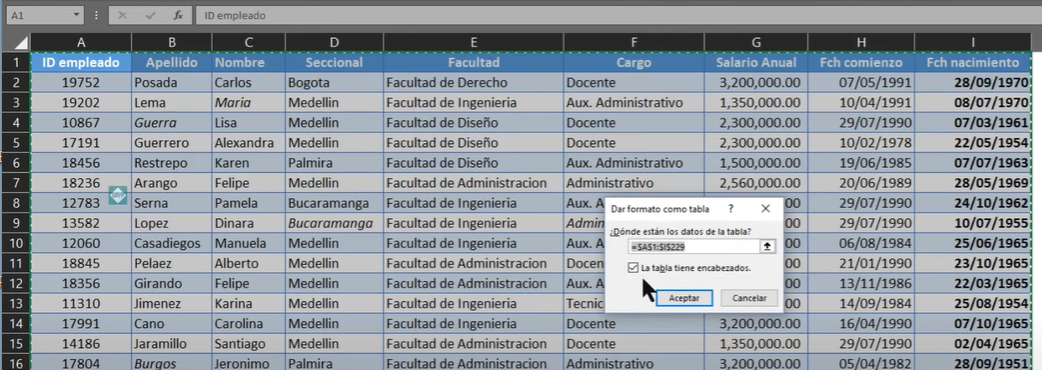 A1 fx ID empleado
A B C D E F G H I
1 ID empleado Apellido Nombre Seccional Facultad Cargo Salario Anual Fch comienzo Fch nacimiento
2 19752 Posada Carlos Bogota Facultad de Derecho Docente 3,200,000.00 07/05/1991 28/09/1970
3 19202 Lema Maria Medellin Facultad de Ingenieria Aux. Administrativo 1,350,000.00 10/04/1991 08/07/1970
4 10867 Guerra Lisa Medellin Facultad de Diseño Docente 2,300,000.00 29/07/1990 07/03/1961
5 17191 Guerrero Alexandra Medellin Facultad de Diseño Docente 2,300,000.00 10/02/1978 22/05/1954
6 18456 Restrepo Karen Palmira Facultad de Diseño Aux. Administrativo 1,500,000.00 19/06/1985 07/07/1963
7 18236 Arango Felipe Medellin Facultad de Administracion Administrativo 2,560,000.00 20/06/1989 28/05/1969
8 12783 Serna Pamela Bucaramanga Facultad de Ingenieria Aux. A 29/07/1990 24/10/1962
9 13582 Lopez Dinara Bucaramanga Facultad de Ingenieria Admin 29/07/1990 10/07/1955
10 12060 Casadiegos Manuela Medellin Facultad de Ingenieria Aux. A 06/08/1984 25/06/1965
11 18845 Pelaez Alberto Medellin Facultad de Administracion Docen 21/01/1990 23/10/1965
12 18356 Girando Felipe Medellin Facultad de Administracion Aux. A 13/11/1986 22/03/1965
13 11310 Jimenez Karina Medellin Facultad de Ingenieria Tecnic 14/09/1984 25/08/1954
14 17991 Cano Carolina Medellin Facultad de Ingenieria Docente 3,200,000.00 16/04/1990 07/10/1965
15 14186 Jaramillo Santiago Medellin Facultad de Administracion Docente 1,350,000.00 29/07/1990 02/04/1965
16 17804 Burgos Jeronimo Palmira Facultad de Administracion Administrativo 3,200,000.00 05/04/1982 28/09/1951
Dar formato como tabla ? ×
¿Dónde están los datos de la tabla?
=$A$1:$I$229
La tabla tiene encabezados.
Aceptar Cancelar